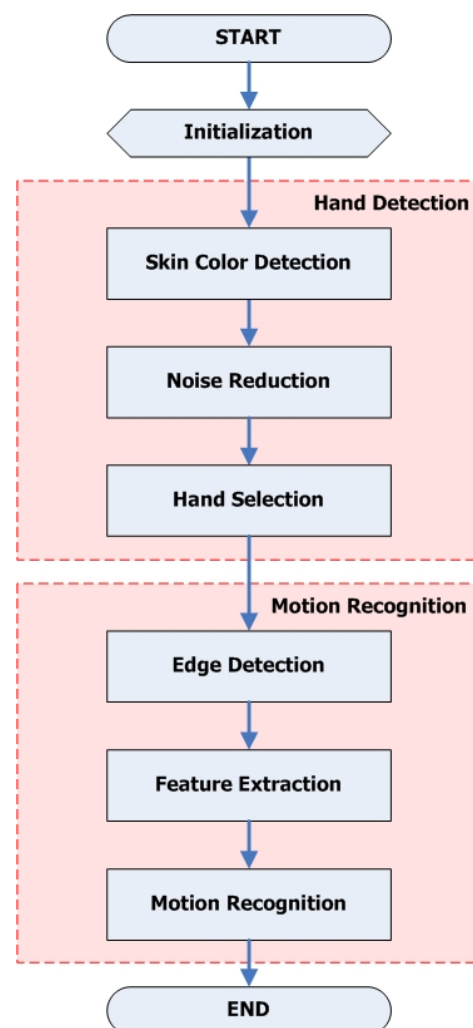 START
Initialization
Hand Detection
Skin Color Detection
Noise Reduction
Hand Selection
Motion Recognition
Edge Detection
Feature Extraction
Motion Recognition
END